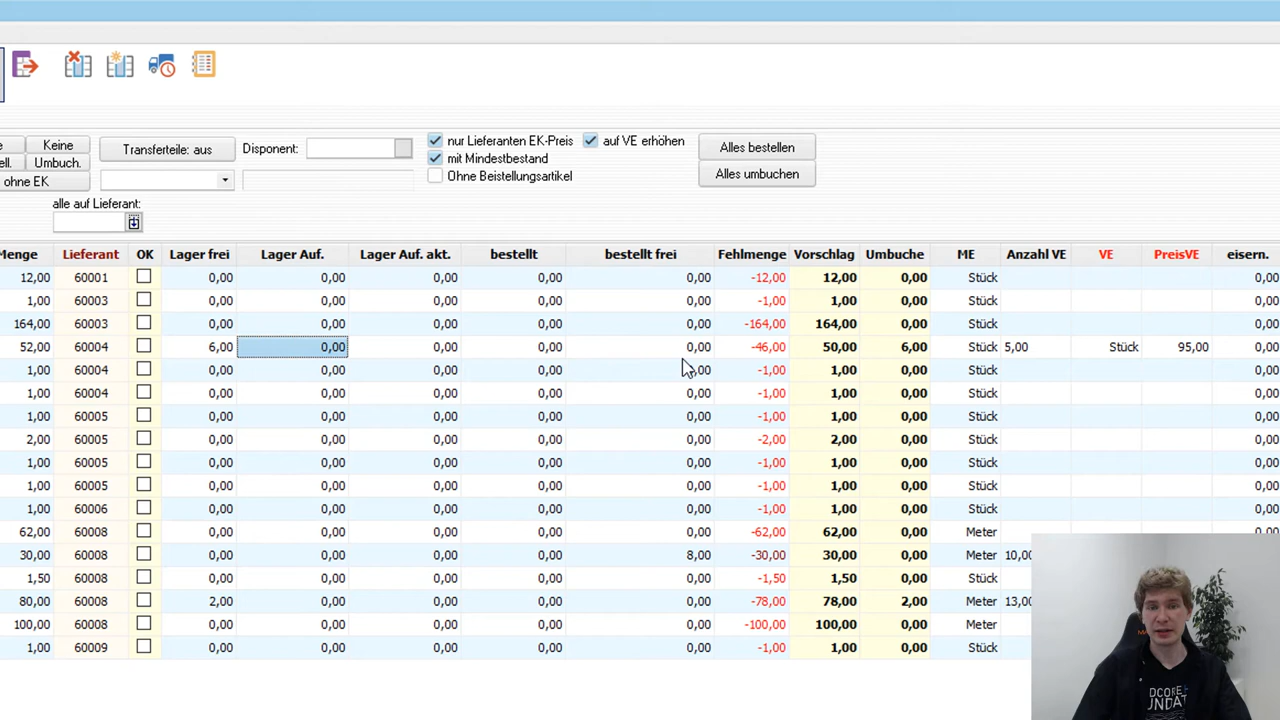 Keine
Transferteile: aus
Disponent:
nur Lieferanten EK-Preis
auf VE erhöhen
Alles bestellen
ell.
Umbuch.
mit Mindestbestand
ohne EK
Ohne Beistellungsartikel
Alles umbuchen
alle auf Lieferant:
Menge Lieferant OK Lager frei Lager Auf. Lager Auf. akt. bestellt bestellt frei Fehlmenge Vorschlag Umbuche ME Anzahl VE VE PreisVE eisern.
12,00 60001 0,00 0,00 0,00 0,00 0,00 -12,00 12,00 0,00 Stück 0,00
1,00 60003 0,00 0,00 0,00 0,00 0,00 -1,00 1,00 0,00 Stück 0,00
164,00 60003 0,00 0,00 0,00 0,00 0,00 -164,00 164,00 0,00 Stück 0,00
52,00 60004 6,00 0,00 0,00 0,00 0,00 -46,00 50,00 6,00 Stück 5,00 Stück 95,00 0,00
1,00 60004 0,00 0,00 0,00 0,00 ,00 -1,00 1,00 0,00 Stück 0,00
1,00 60004 0,00 0,00 0,00 0,00 0,00 -1,00 1,00 0,00 Stück 0,00
1,00 60005 0,00 0,00 0,00 0,00 0,00 -1,00 1,00 0,00 Stück 0,00
2,00 60005 0,00 0,00 0,00 0,00 0,00 -2,00 2,00 0,00 Stück 0,00
1,00 60005 0,00 0,00 0,00 0,00 0,00 -1,00 1,00 0,00 Stück 0,00
1,00 60005 0,00 0,00 0,00 0,00 0,00 -1,00 1,00 0,00 Stück 0,00
1,00 60006 0,00 0,00 0,00 0,00 0,00 -1,00 1,00 0,00 Stück 0,00
62,00 60008 0,00 0,00 0,00 0,00 0,00 -62,00 62,00 0,00 Meter 0,00
30,00 60008 0,00 0,00 0,00 0,00 8,00 -30,00 30,00 0,00 Meter 10,00
1,50 60008 0,00 0,00 0,00 0,00 0,00 -1,50 1,50 0,00 Stück
80,00 60008 2,00 0,00 0,00 0,00 0,00 -78,00 78,00 2,00 Meter 13,00
100,00 60008 0,00 0,00 0,00 0,00 0,00 -100,00 100,00 0,00 Meter
1,00 60009 0,00 0,00 0,00 0,00 0,00 -1,00 1,00 0,00 Stück
DCORE
UNDAT